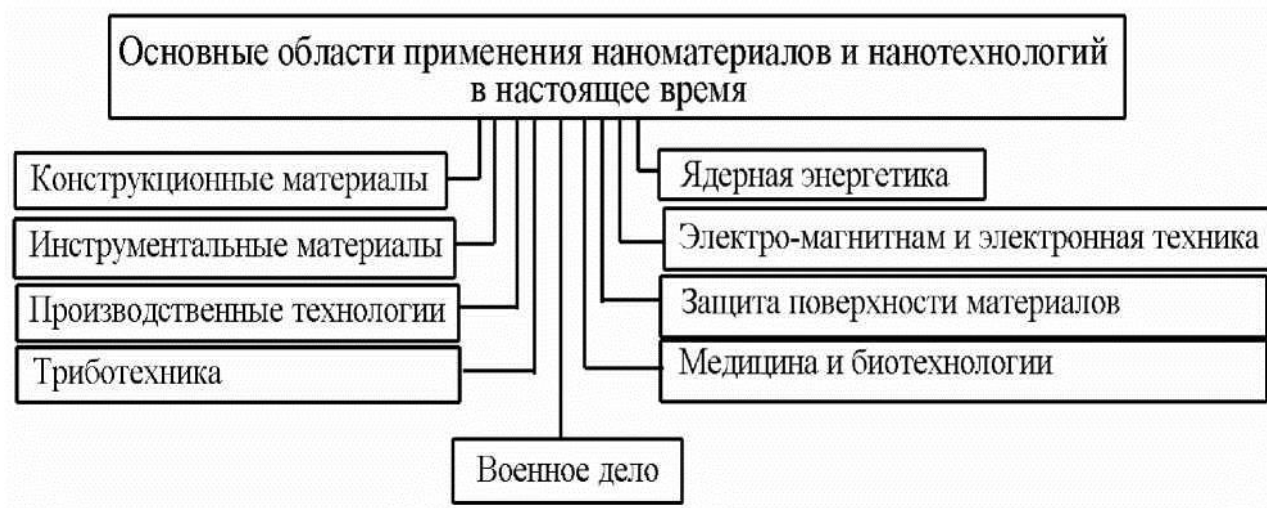 Основные области применения наноматериалов и нанотехнологий
в настоящее время
Конструкционные материалы
Инструментальные материалы
Производственные технологии
Триботехника
Ядерная энергетика
Электро-магнитнам и электронная техника
Защита поверхности материалов
Медицина и биотехнологии
Военное дело